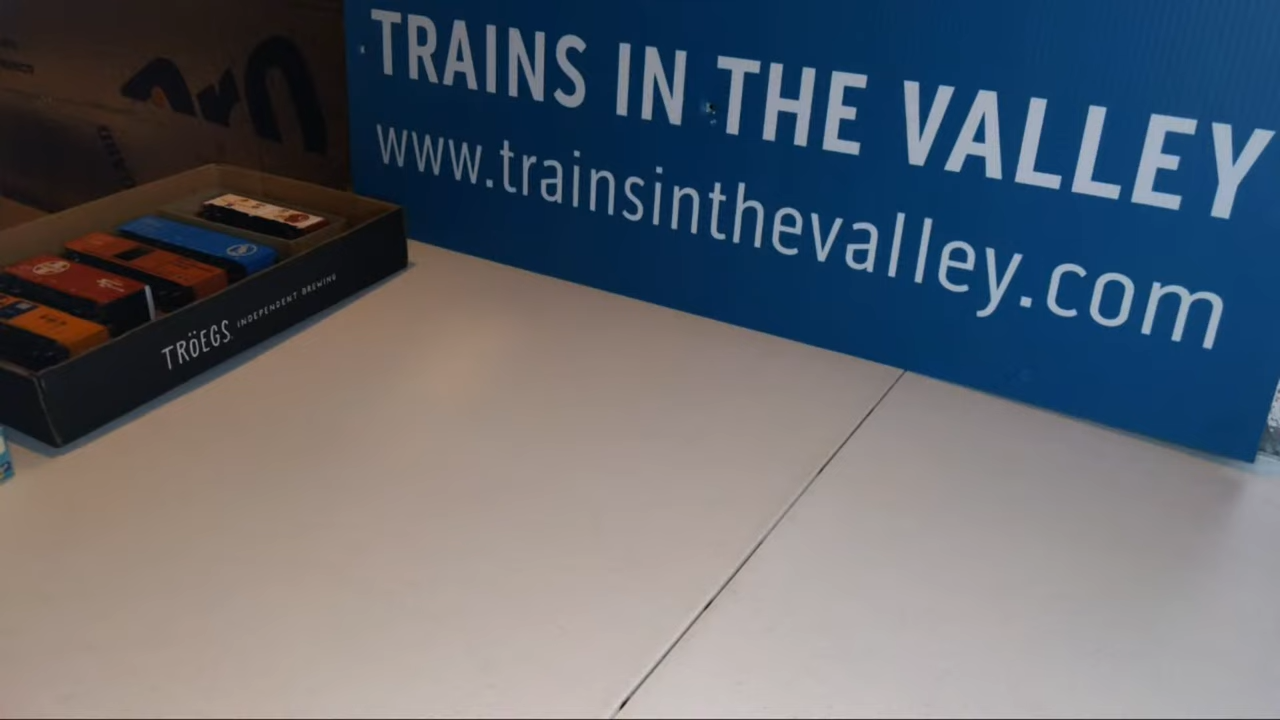 TRAINS IN THE VALLEY
www.trainsinthevalley.com
TRÖEGS INDEPENDENT BREWING